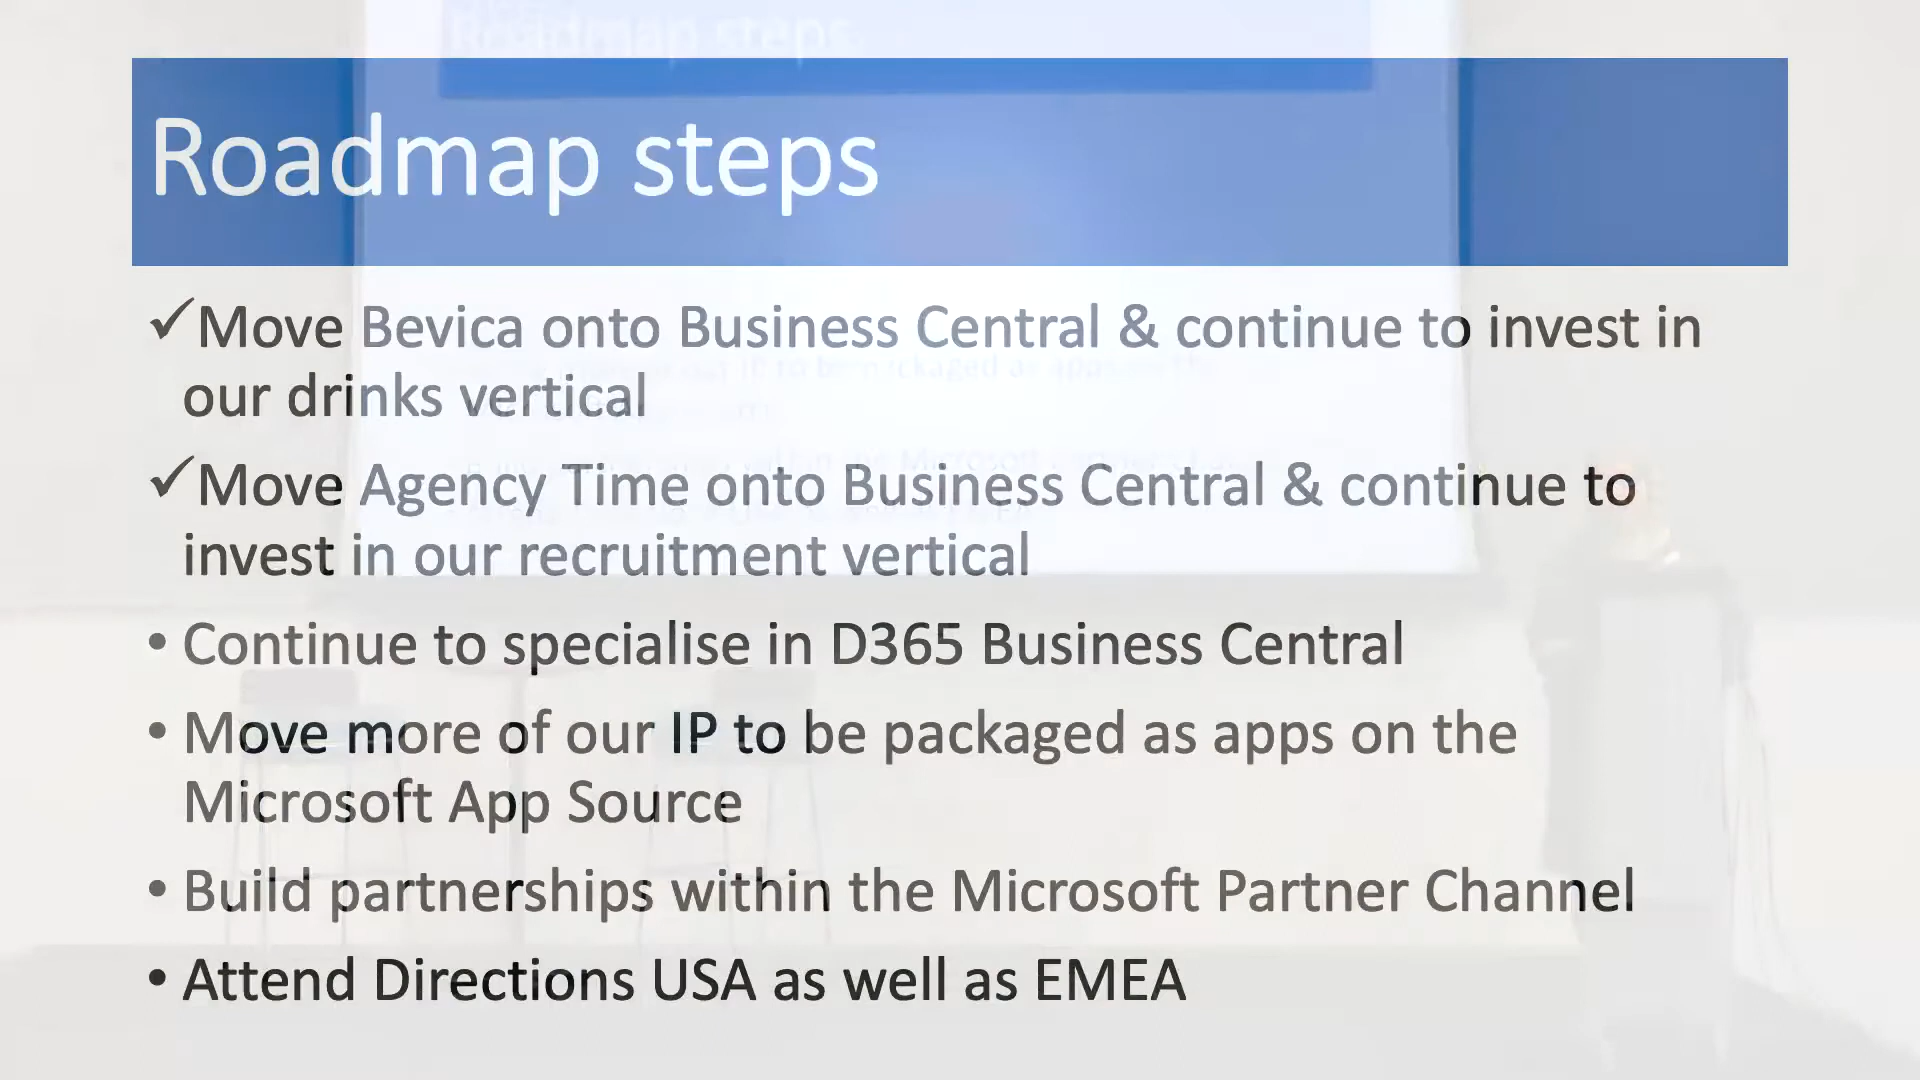 Roadmap steps
✓Move Bevica onto Business Central & continue to invest in
our drinks vertical
✓Move Agency Time onto Business Central & continue to
invest in our recruitment vertical
• Continue to specialise in D365 Business Central
• Move more of our IP to be packaged as apps on the
Microsoft App Source
• Build partnerships within the Microsoft Partner Channel
• Attend Directions USA as well as EMEA